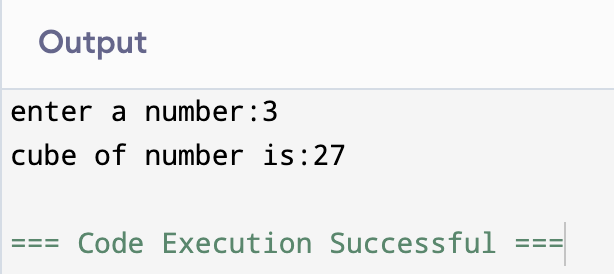 Output
enter a number:3
cube of number is:27
=== Code Execution Successful ===